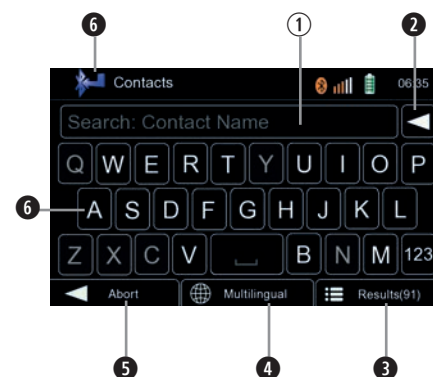 6 1 2
Contacts 06:35
Search: Contact Name
Q W E R T Y U I O P
6 A S D F G H J K L
Z X C V B N M 123
Abort Multilingual Results(91)
5 4 3